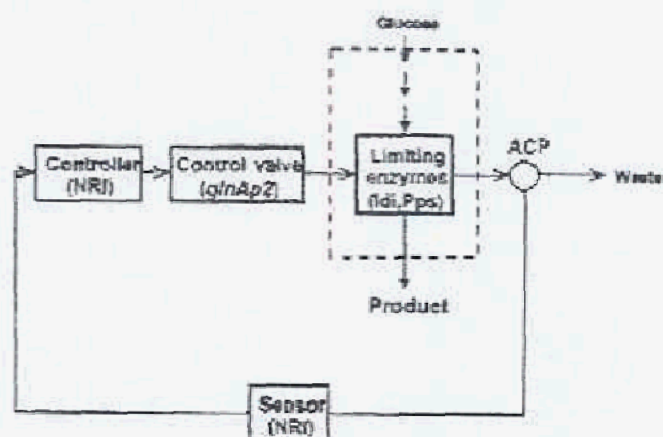 Glucose
Controller
(NRI)
Control valve
(glnAp2)
Limiting
enzymes
(Idi,Pps)
ACP
Waste
Product
Sensor
(NRI)